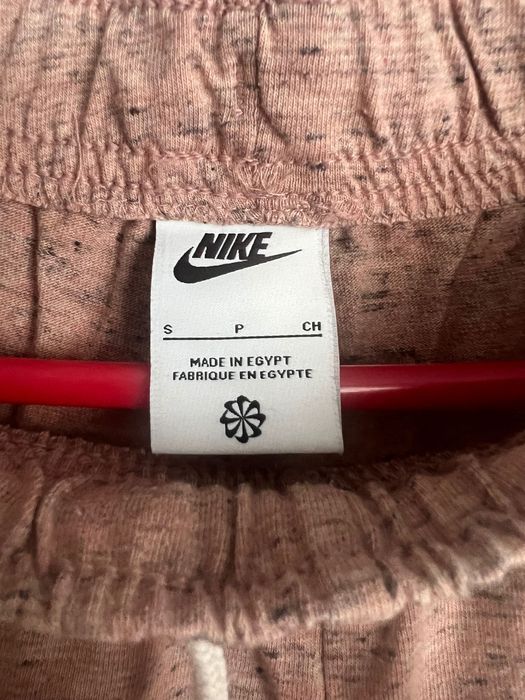 NIKE
S P CH
MADE IN EGYPT
FABRIQUE EN EGYPTE